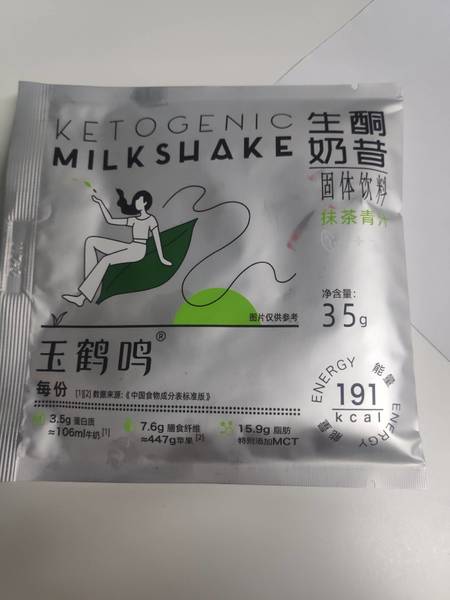 KETOGENIC
MILKSHAKE
生酮
奶昔
固体饮料
抹茶青汁
图片仅供参考
净含量:
35g
玉鹤鸣®
每份 [1][2] 数据来源:《中国食物成分表标准版》
ENERGY 能量
191
kcal
ENERGY 能量
3.5g 蛋白质
≈106ml牛奶 [1]
7.6g 膳食纤维
≈447g苹果 [2]
15.9g 脂肪
特别添加MCT